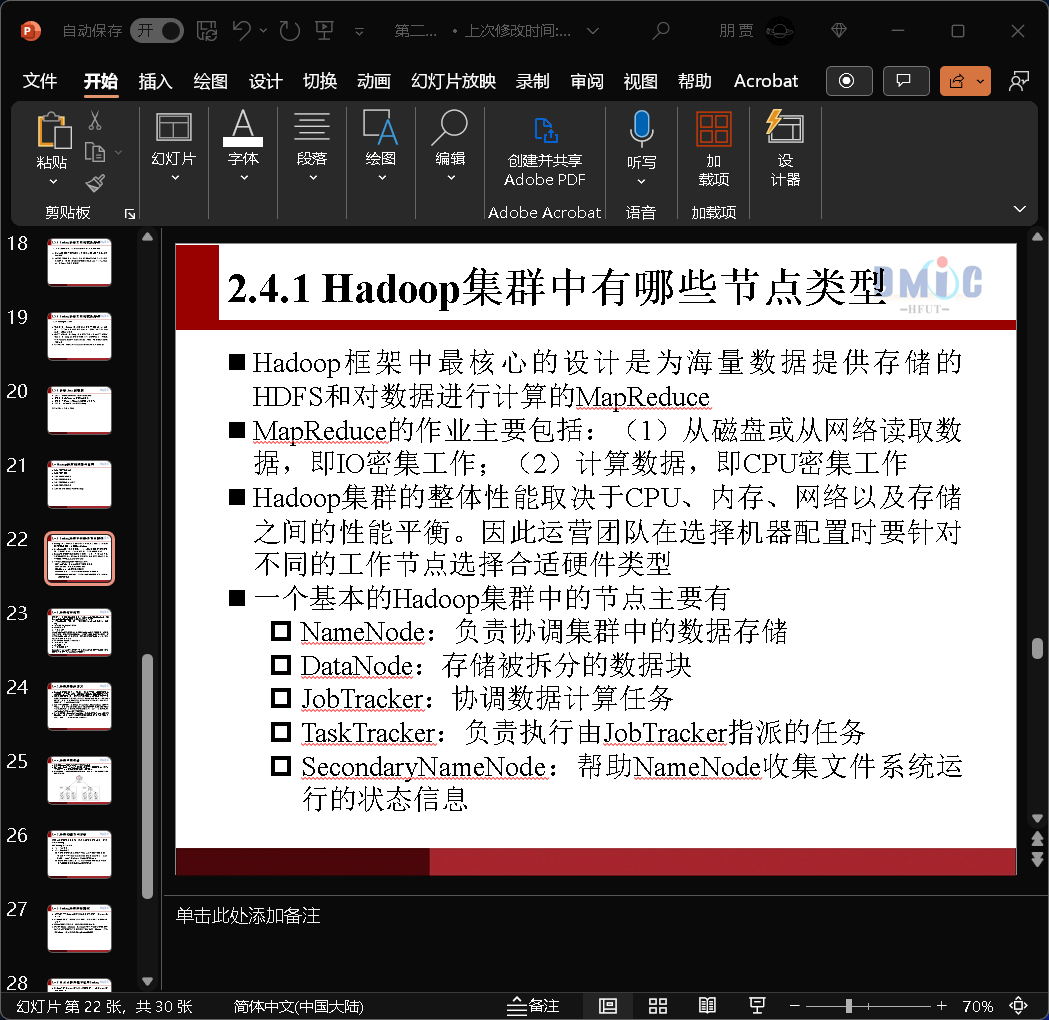 自动保存 开 第二... • 上次修改时间:... 朋 贾
文件 开始 插入 绘图 设计 切换 动画 幻灯片放映 录制 审阅 视图 帮助 Acrobat
粘贴 幻灯片 字体 段落 绘图 编辑 创建并共享 听写 加 设
Adobe PDF 载项 计器
剪贴板 Adobe Acrobat 语音 加载项
18
19
20
21
22
23
24
25
26
27
28
2.4.1 Hadoop集群中有哪些节点类型
DMiC
–HFUT–
Hadoop框架中最核心的设计是为海量数据提供存储的
HDFS和对数据进行计算的MapReduce
MapReduce的作业主要包括：（1）从磁盘或从网络读取数
据，即IO密集工作；（2）计算数据，即CPU密集工作
Hadoop集群的整体性能取决于CPU、内存、网络以及存储
之间的性能平衡。因此运营团队在选择机器配置时要针对
不同的工作节点选择合适硬件类型
一个基本的Hadoop集群中的节点主要有
NameNode：负责协调集群中的数据存储
DataNode：存储被拆分的数据块
JobTracker：协调数据计算任务
TaskTracker：负责执行由JobTracker指派的任务
SecondaryNameNode：帮助NameNode收集文件系统运
行的状态信息
单击此处添加备注
幻灯片 第 22 张，共 30 张 简体中文(中国大陆) 备注 70%